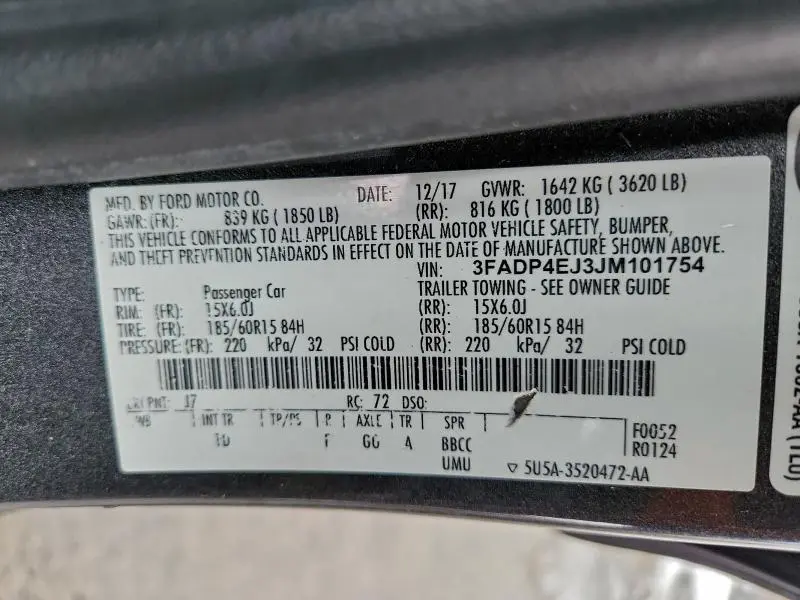 MFD. BY FORD MOTOR CO. DATE: 12/17 GVWR: 1642 KG ( 3620 LB)
GAWR: (FR): 839 KG ( 1850 LB) (RR): 816 KG ( 1800 LB)
THIS VEHICLE CONFORMS TO ALL APPLICABLE FEDERAL MOTOR VEHICLE SAFETY, BUMPER,
AND THEFT PREVENTION STANDARDS IN EFFECT ON THE DATE OF MANUFACTURE SHOWN ABOVE.
VIN: 3FADP4EJ3JM101754
TYPE: Passenger Car TRAILER TOWING - SEE OWNER GUIDE
RIM: (FR): 15X6.0J (RR): 15X6.0J
TIRE: (FR): 185/60R15 84H (RR): 185/60R15 84H
PRESSURE: (FR): 220 kPa/ 32 PSI COLD (RR): 220 kPa/ 32 PSI COLD
EXT PNT: J7 RC: 72 DSO:
WB INT TR TP/PS R AXLE TR SPR F0052
F GG A BBCC R0124
UMU 5U5A-3520472-AA